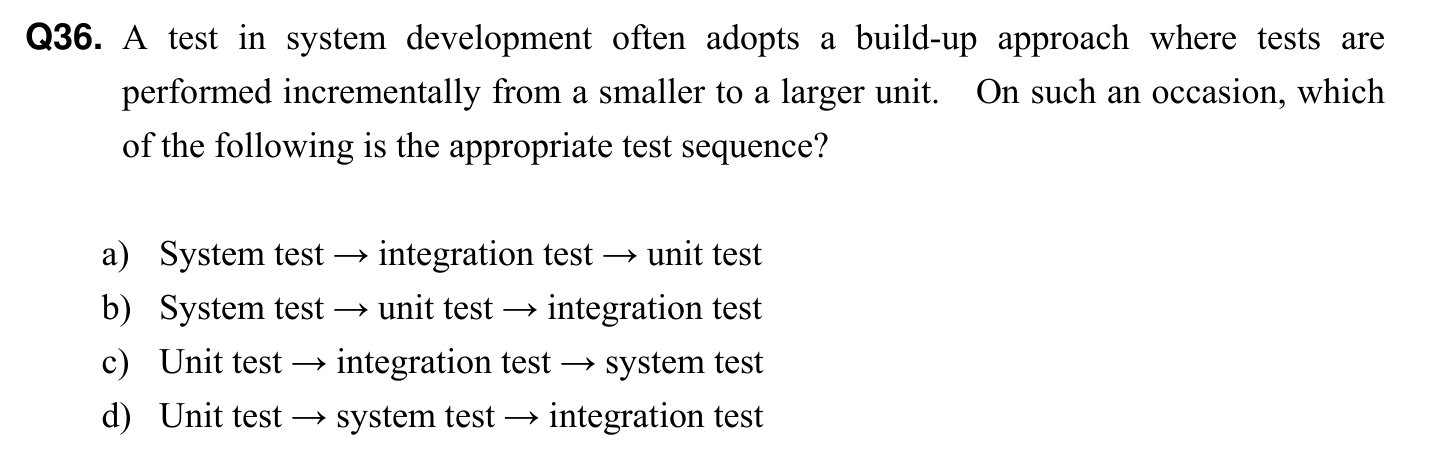 Q36. A test in system development often adopts a build-up approach where tests are
performed incrementally from a smaller to a larger unit. On such an occasion, which
of the following is the appropriate test sequence?
a) System test → integration test → unit test
b) System test → unit test → integration test
c) Unit test → integration test → system test
d) Unit test → system test → integration test